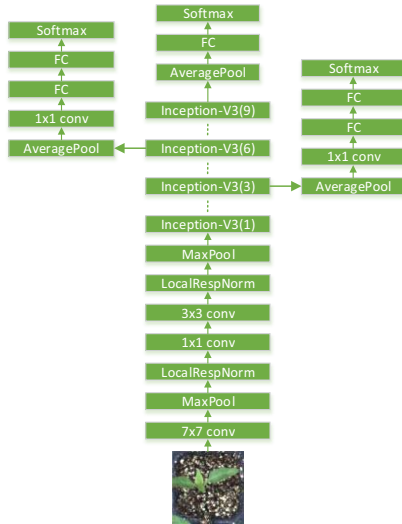 Softmax
FC
AveragePool
Inception-V3(9)
Inception-V3(6)
Inception-V3(3)
Inception-V3(1)
MaxPool
LocalRespNorm
3x3 conv
1x1 conv
LocalRespNorm
MaxPool
7x7 conv
Softmax
FC
FC
1x1 conv
AveragePool
Softmax
FC
FC
1x1 conv
AveragePool